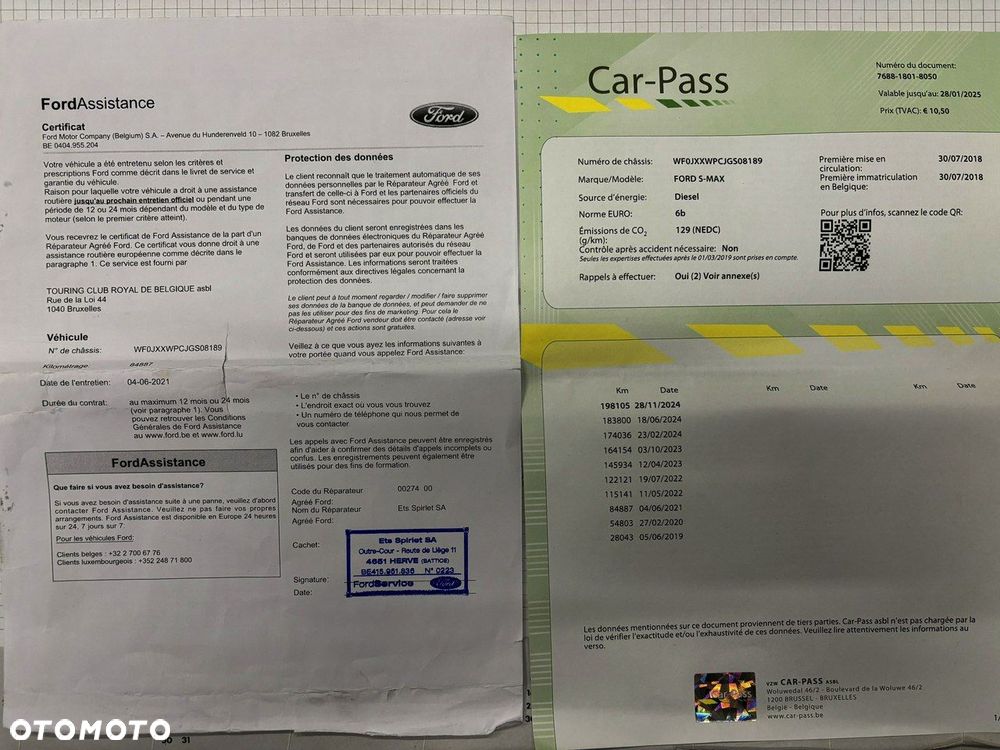 FordAssistance
Ford
Certificat
Ford Motor Company (Belgium) S.A. – Avenue du Hunderenveld 10 – 1082 Bruxelles
BE 0404.955.204
Votre véhicule a été entretenu selon les critères et
prescriptions Ford comme décrit dans le livret de service et
garantie du véhicule.
Raison pour laquelle votre véhicule a droit à une assistance
routière jusqu'au prochain entretien officiel ou pendant une
période de 12 ou 24 mois dépendant du modèle et du type de
moteur (selon le premier critère atteint).
Vous recevrez le certificat de Ford Assistance de la part d'un
Réparateur Agréé Ford. Ce certificat vous donne droit à une
assistance routière européenne comme décrite dans le
paragraphe 1. Ce service est fourni par
TOURING CLUB ROYAL DE BELGIQUE asbl
Rue de la Loi 44
1040 Bruxelles
Véhicule
N° de châssis: WF0JXXWPCJGS08189
Kilométrage: 84887
Date de l'entretien: 04-06-2021
Durée du contrat: au maximum 12 mois ou 24 mois
(voir paragraphe 1). Vous
pouvez retrouver les Conditions
Générales de Ford Assistance
au www.ford.be et www.ford.lu
FordAssistance
Que faire si vous avez besoin d'assistance?
Si vous avez besoin d'assistance suite à une panne, veuillez d'abord
contacter Ford Assistance. Veuillez ne pas faire vos propres
arrangements. Ford Assistance est disponible en Europe 24 heures
sur 24, 7 jours sur 7.
Pour les véhicules Ford:
Clients belges : +32 2 700 67 76
Clients luxembourgeois : +352 248 71 800
Protection des données
Le client reconnaît que le traitement automatique de ses
données personnelles par le Réparateur Agréé Ford et
transfert de celle-ci à Ford et les partenaires officiels du
réseau Ford sont nécessaires pour pouvoir effectuer la
Ford Assistance.
Les données du client seront enregistrées dans les
banques de données électroniques du Réparateur Agréé
Ford, de Ford et des partenaires autorisés du réseau
Ford et seront utilisées par eux pour pouvoir effectuer la
Ford Assistance. Les informations seront traitées
conformément aux directives légales concernant la
protection des données.
Le client peut à tout moment regarder / modifier / faire supprimer
ses données de la banque de données, et peut demander de ne
pas les utiliser pour des fins de marketing. Pour cela le
Réparateur Agréé Ford vendeur doit être contacté (adresse voir
ci-dessous) et ces actions sont gratuites.
Veillez à ce que vous ayez les informations suivantes à
votre portée quand vous appelez Ford Assistance:
• Le n° de châssis
• L'endroit exact où vous vous trouvez
• Un numéro de téléphone qui nous permet de
vous contacter
Les appels avec Ford Assistance peuvent être enregistrés
afin d'aider à confirmer des détails d'appels incomplets ou
confus. Les enregistrements peuvent également être
utilisés pour des fins de formation.
Code du Réparateur 00274 00
Agréé Ford:
Nom du Réparateur Ets Spirlet SA
Agréé Ford:
Cachet:
Ets Spirlet SA
Outre-Cour - Route de Liège 11
4651 HERVE (BATTICE)
BE415.951.836 N° 0223
FordService Ford
Signature:
Date:
Car-Pass
Numéro du document:
7688-1801-8050
Valable jusqu'au: 28/01/2025
Prix (TVAC): € 10,50
Numéro de châssis: WF0JXXWPCJGS08189
Marque/Modèle: FORD S-MAX
Source d'énergie: Diesel
Norme EURO: 6b
Émissions de CO2 129 (NEDC)
(g/km):
Contrôle après accident nécessaire: Non
Seules les expertises effectuées après le 01/03/2019 sont prises en compte.
Rappels à effectuer: Oui (2) Voir annexe(s)
Première mise en 30/07/2018
circulation:
Première immatriculation 30/07/2018
en Belgique:
Pour plus d'infos, scannez le code QR:
Km Date Km Date Km Date
198105 28/11/2024
183800 18/06/2024
174036 23/02/2024
164154 03/10/2023
145934 12/04/2023
122121 19/07/2022
115141 11/05/2022
84887 04/06/2021
54803 27/02/2020
28043 05/06/2019
Les données mentionnées sur ce document proviennent de tiers parties. Car-Pass asbl n'est pas chargée par la
loi de vérifier l'exactitude et/ou l'exhaustivité de ces données. Veuillez lire attentivement les informations au
verso.
Car-Pass
VZW CAR-PASS ASBL
Woluwedal 46/2 - Boulevard de la Woluwe 46/2
1200 BRUSSEL - BRUXELLES
België - Belgique
www.car-pass.be
OTOMOTO
30 31